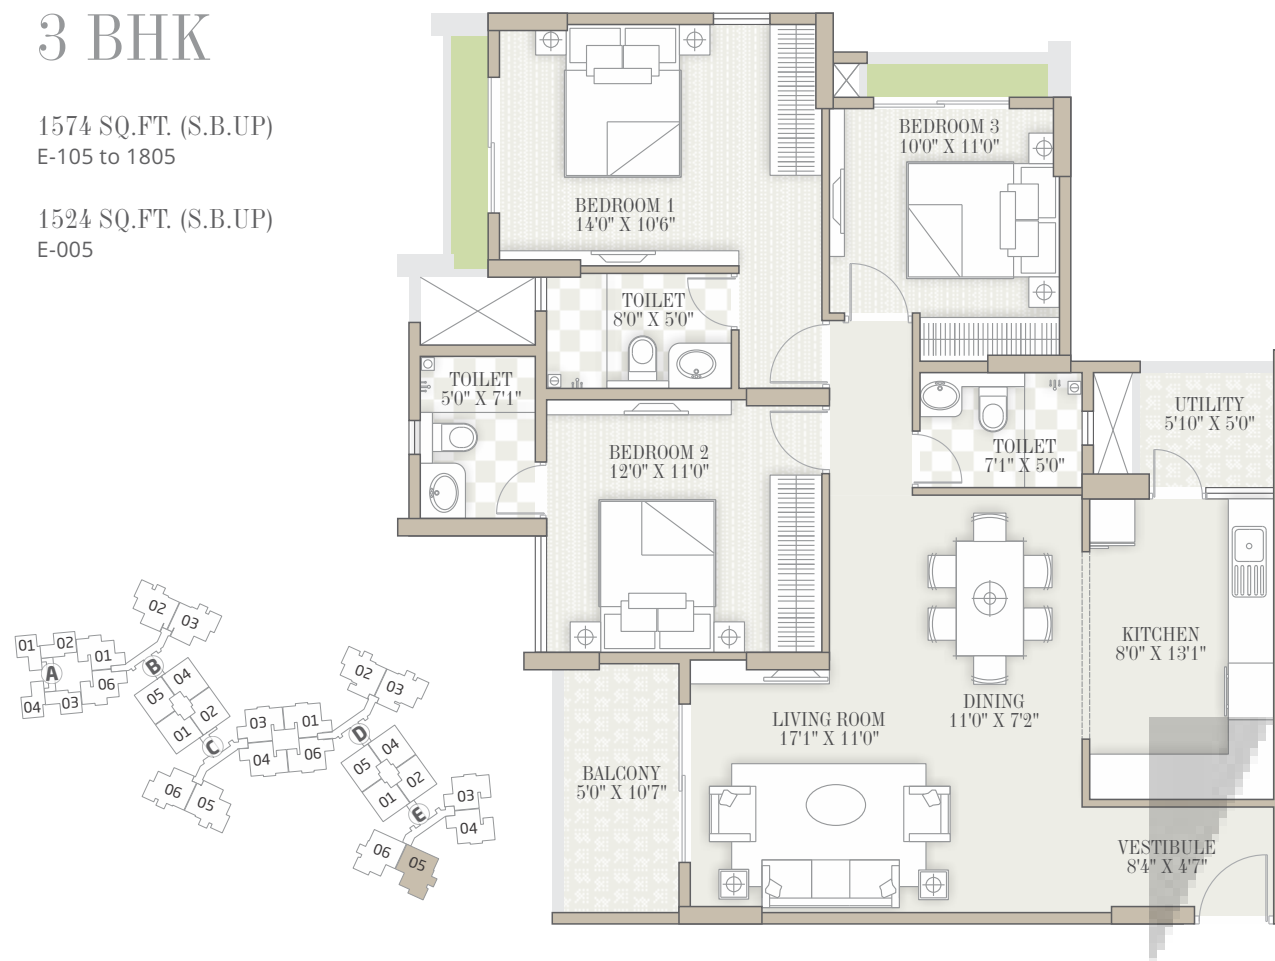 3 BHK
1574 SQ.FT. (S.B.UP)
E-105 to 1805
1524 SQ.FT. (S.B.UP)
E-005
BEDROOM 1
14'0" X 10'6"
BEDROOM 3
10'0" X 11'0"
TOILET
8'0" X 5'0"
TOILET
5'0" X 7'1"
UTILITY
5'10" X 5'0"
BEDROOM 2
12'0" X 11'0"
TOILET
7'1" X 5'0"
KITCHEN
8'0" X 13'1"
DINING
11'0" X 7'2"
LIVING ROOM
17'1" X 11'0"
BALCONY
5'0" X 10'7"
VESTIBULE
8'4" X 4'7"
02
03
01
02
01
A
06
04
03
B
04
05
02
01
C
03
01
04
06
06
05
02
03
D
04
05
02
01
E
03
04
06
05